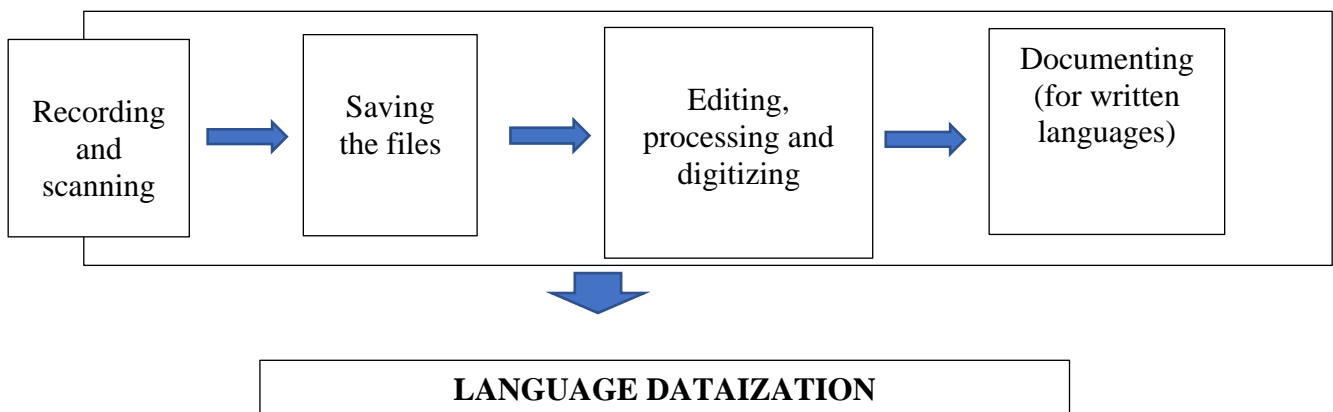 Recording
and
scanning
Saving
the files
Editing,
processing and
digitizing
Documenting
(for written
languages)
LANGUAGE DATAIZATION